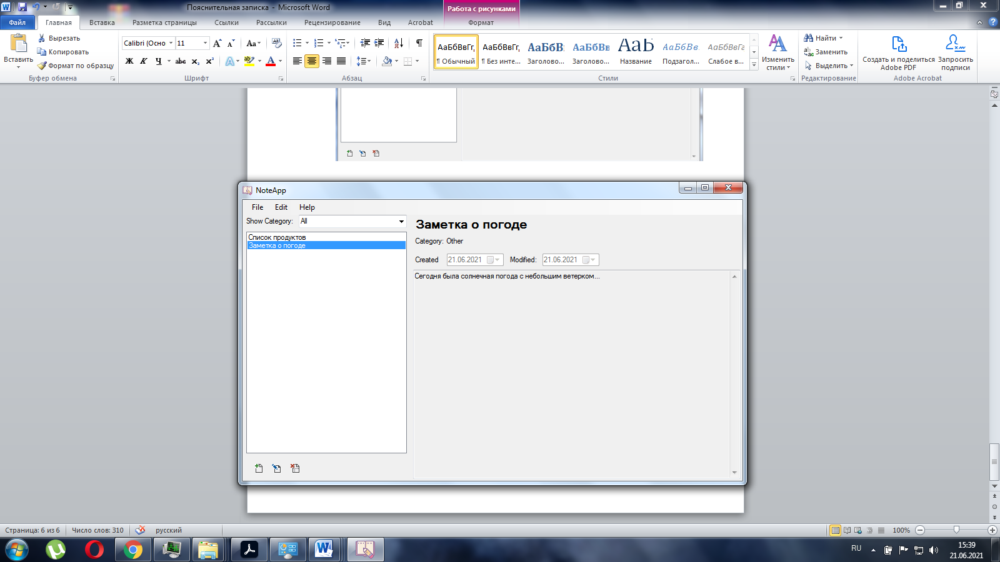 Пояснительная записка - Microsoft Word
Работа с рисунками
Файл Главная Вставка Разметка страницы Ссылки Рассылки Рецензирование Вид Acrobat Формат
Вставить
Вырезать
Копировать
Формат по образцу
Буфер обмена
Calibri (Осно 11
Ж К Ч abc x₂ x²
Шрифт
Абзац
АаБбВвГг, АаБбВвГг, АаБбВ: АаБбВв АаБ АаБбВв. АаБбВвГг
¶ Обычный ¶ Без инте... Заголово... Заголово... Название Подзагол... Слабое в...
Стили
Изменить
стили
Найти
Заменить
Выделить
Редактирование
Создать и поделиться
Adobe PDF
Запросить
подписи
Adobe Acrobat
NoteApp
File Edit Help
Show Category: All
Список продуктов
Заметка о погоде
Заметка о погоде
Category: Other
Created 21.06.2021 Modified: 21.06.2021
Сегодня была солнечная погода с небольшим ветерком...
Страница: 6 из 6 Число слов: 310 русский 100%
RU
15:39
21.06.2021